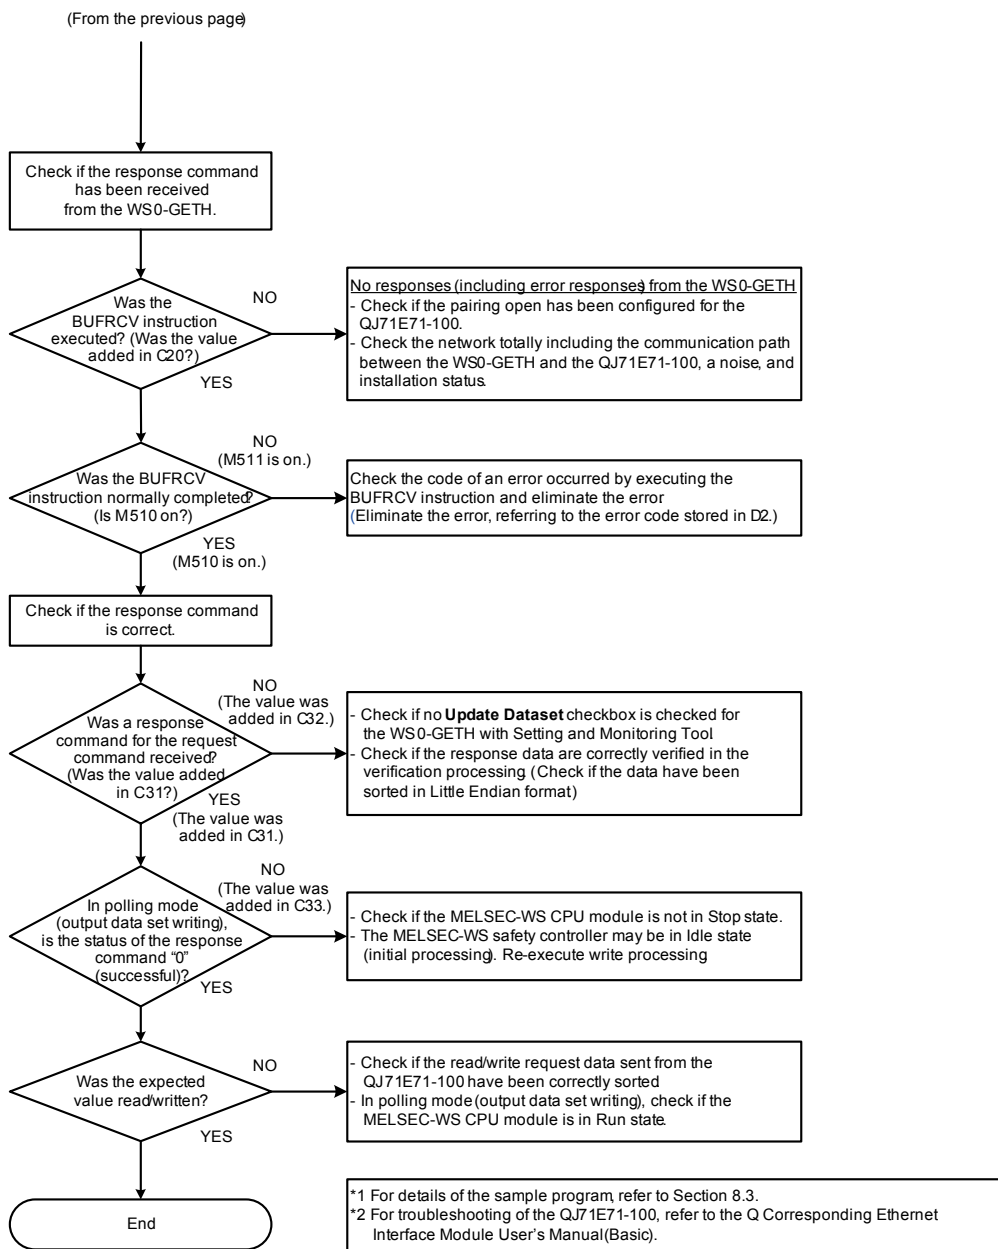 (From the previous page)
Check if the response command
has been received
from the WS0-GETH.
Was the
BUFRCV instruction
executed? (Was the value
added in C20?)
NO
YES
No responses (including error responses) from the WS0-GETH
- Check if the pairing open has been configured for the
QJ71E71-100.
- Check the network totally including the communication path
between the WS0-GETH and the QJ71E71-100, a noise, and
installation status.
Was the BUFRCV
instruction normally completed?
(Is M510 on?)
NO
(M511 is on.)
YES
(M510 is on.)
Check the code of an error occurred by executing the
BUFRCV instruction and eliminate the error
(Eliminate the error, referring to the error code stored in D2.)
Check if the response command
is correct.
Was a response
command for the request
command received?
(Was the value added
in C31?)
NO
(The value was
added in C32.)
YES
(The value was
added in C31.)
- Check if no Update Dataset checkbox is checked for
the WS0-GETH with Setting and Monitoring Tool
- Check if the response data are correctly verified in the
verification processing. (Check if the data have been
sorted in Little Endian format)
In polling mode
(output data set writing),
is the status of the response
command "0"
(successful)?
NO
(The value was
added in C33.)
YES
- Check if the MELSEC-WS CPU module is not in Stop state.
- The MELSEC-WS safety controller may be in Idle state
(initial processing). Re-execute write processing
Was the expected
value read/written?
NO
YES
- Check if the read/write request data sent from the
QJ71E71-100 have been correctly sorted
- In polling mode (output data set writing), check if the
MELSEC-WS CPU module is in Run state.
End
*1 For details of the sample program, refer to Section 8.3.
*2 For troubleshooting of the QJ71E71-100, refer to the Q Corresponding Ethernet
Interface Module User's Manual(Basic).